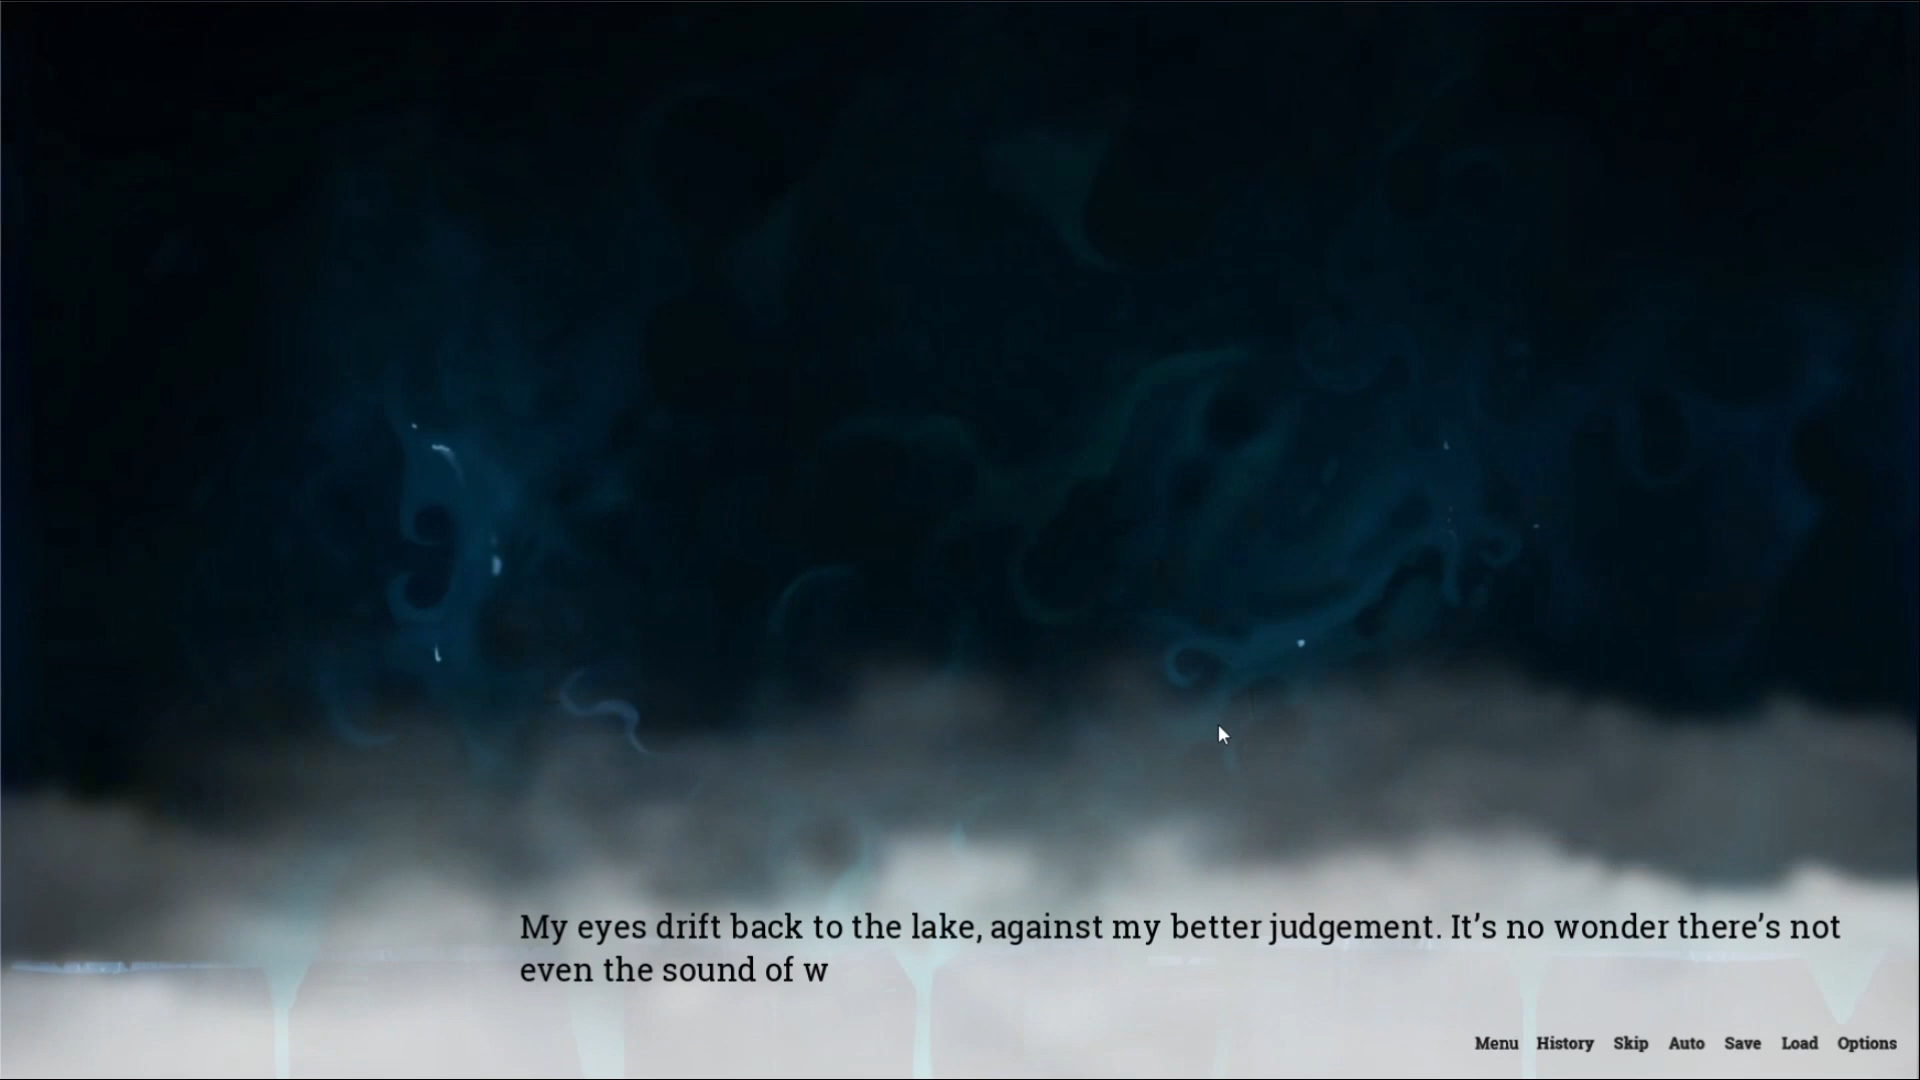 My eyes drift back to the lake, against my better judgement. It’s no wonder there’s not
even the sound of w
Menu History Skip Auto Save Load Options